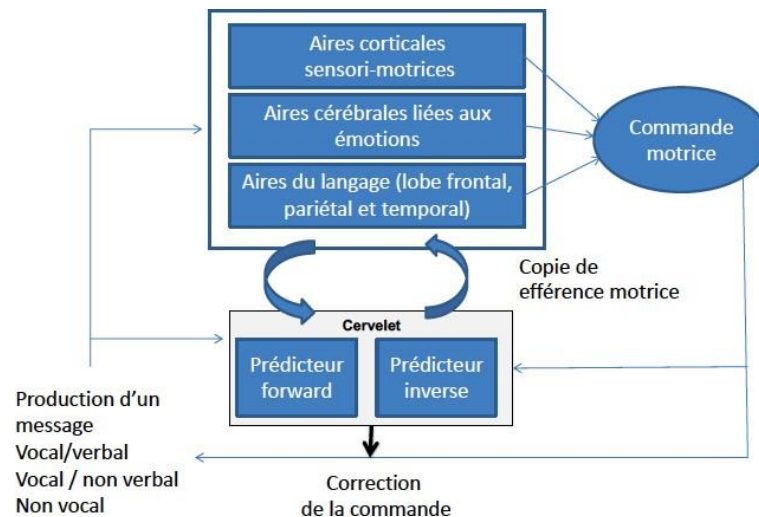 Aires corticales
sensori-motrices
Aires cérébrales liées aux
émotions
Aires du langage (lobe frontal,
pariétal et temporal)
Commande
motrice
Copie de
efférence motrice
Cervelet
Prédicteur
forward
Prédicteur
inverse
Production d'un
message
Vocal/verbal
Vocal / non verbal
Non vocal
Correction
de la commande